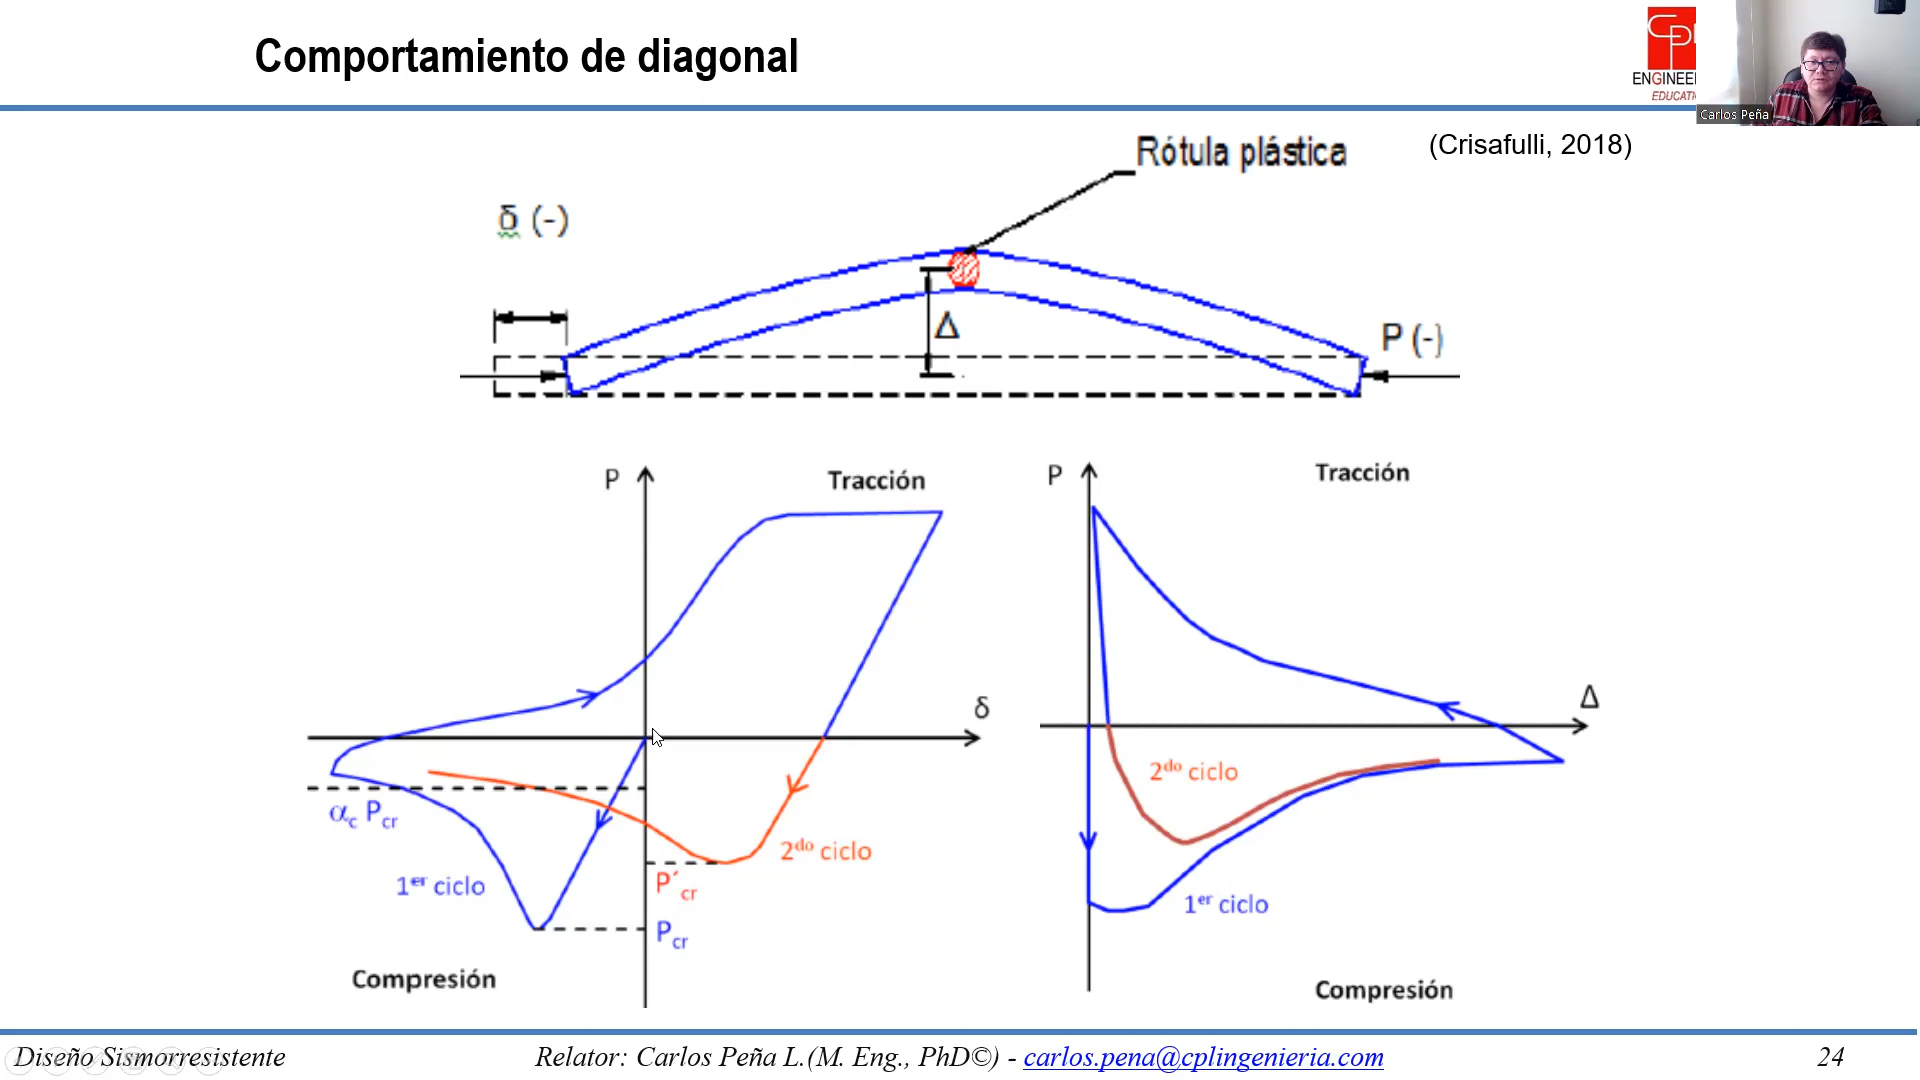 Comportamiento de diagonal
CP
ENGINEE
EDUCATI
Carlos Peña
(Crisafulli, 2018)
Rótula plástica
δ (-)
Δ
P (-)
P
Tracción
δ
αc Pcr
1er ciclo
2do ciclo
P´cr
Pcr
Compresión
P
Tracción
Δ
2do ciclo
1er ciclo
Compresión
Diseño Sismorresistente
Relator: Carlos Peña L.(M. Eng., PhD©) - carlos.pena@cplingenieria.com
24